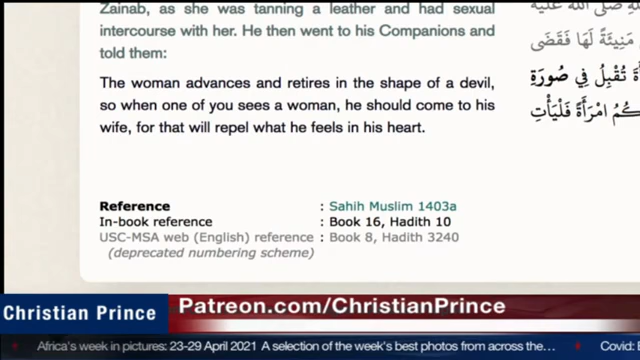 Zainab, as she was tanning a leather and had sexual
intercourse with her. He then went to his Companions and
told them:
The woman advances and retires in the shape of a devil,
so when one of you sees a woman, he should come to his
wife, for that will repel what he feels in his heart.
مَنِيئَةً لَهَا فَقَضَى
تُقْبِلُ فِي صُورَةِ
امْرَأَةً فَلْيَأْتِ
Reference : Sahih Muslim 1403a
In-book reference : Book 16, Hadith 10
USC-MSA web (English) reference : Book 8, Hadith 3240
(deprecated numbering scheme)
Christian Prince
Patreon.com/ChristianPrince
Africa's week in pictures: 23-29 April 2021 A selection of the week's best photos from across the... Covid: